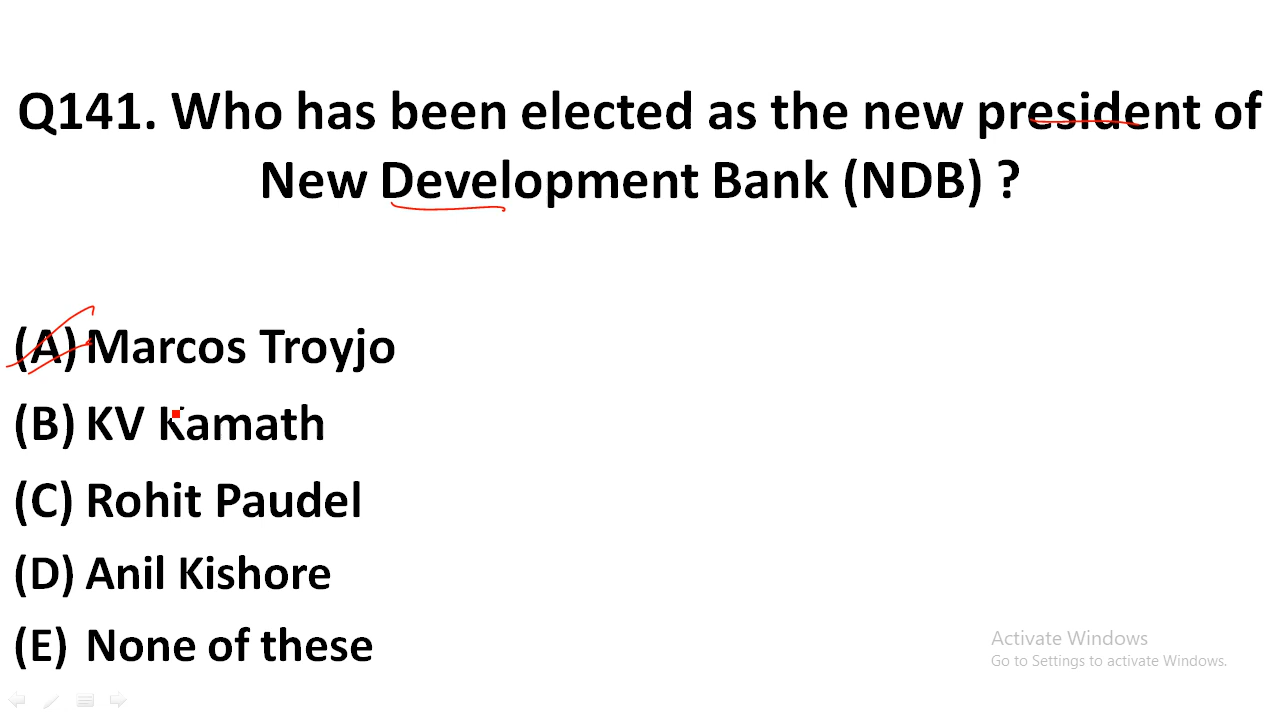 Q141. Who has been elected as the new president of
New Development Bank (NDB) ?
(A) Marcos Troyjo
(B) KV Kamath
(C) Rohit Paudel
(D) Anil Kishore
(E) None of these
Activate Windows
Go to Settings to activate Windows.